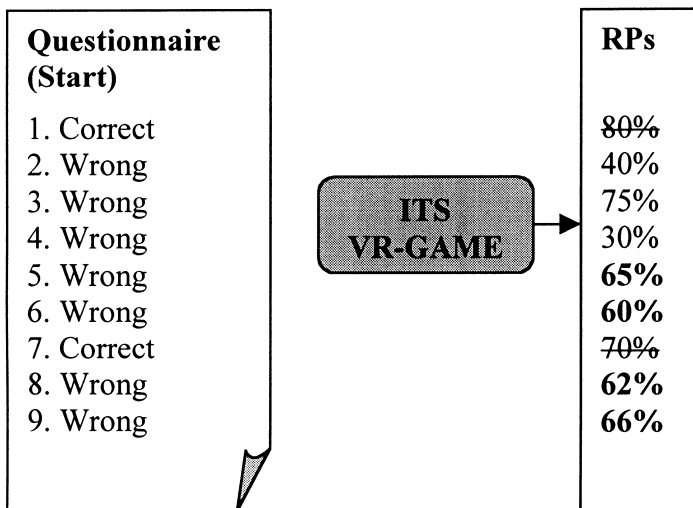 Questionnaire
(Start)
1. Correct
2. Wrong
3. Wrong
4. Wrong
5. Wrong
6. Wrong
7. Correct
8. Wrong
9. Wrong
ITS
VR-GAME
RPs
80%
40%
75%
30%
65%
60%
70%
62%
66%